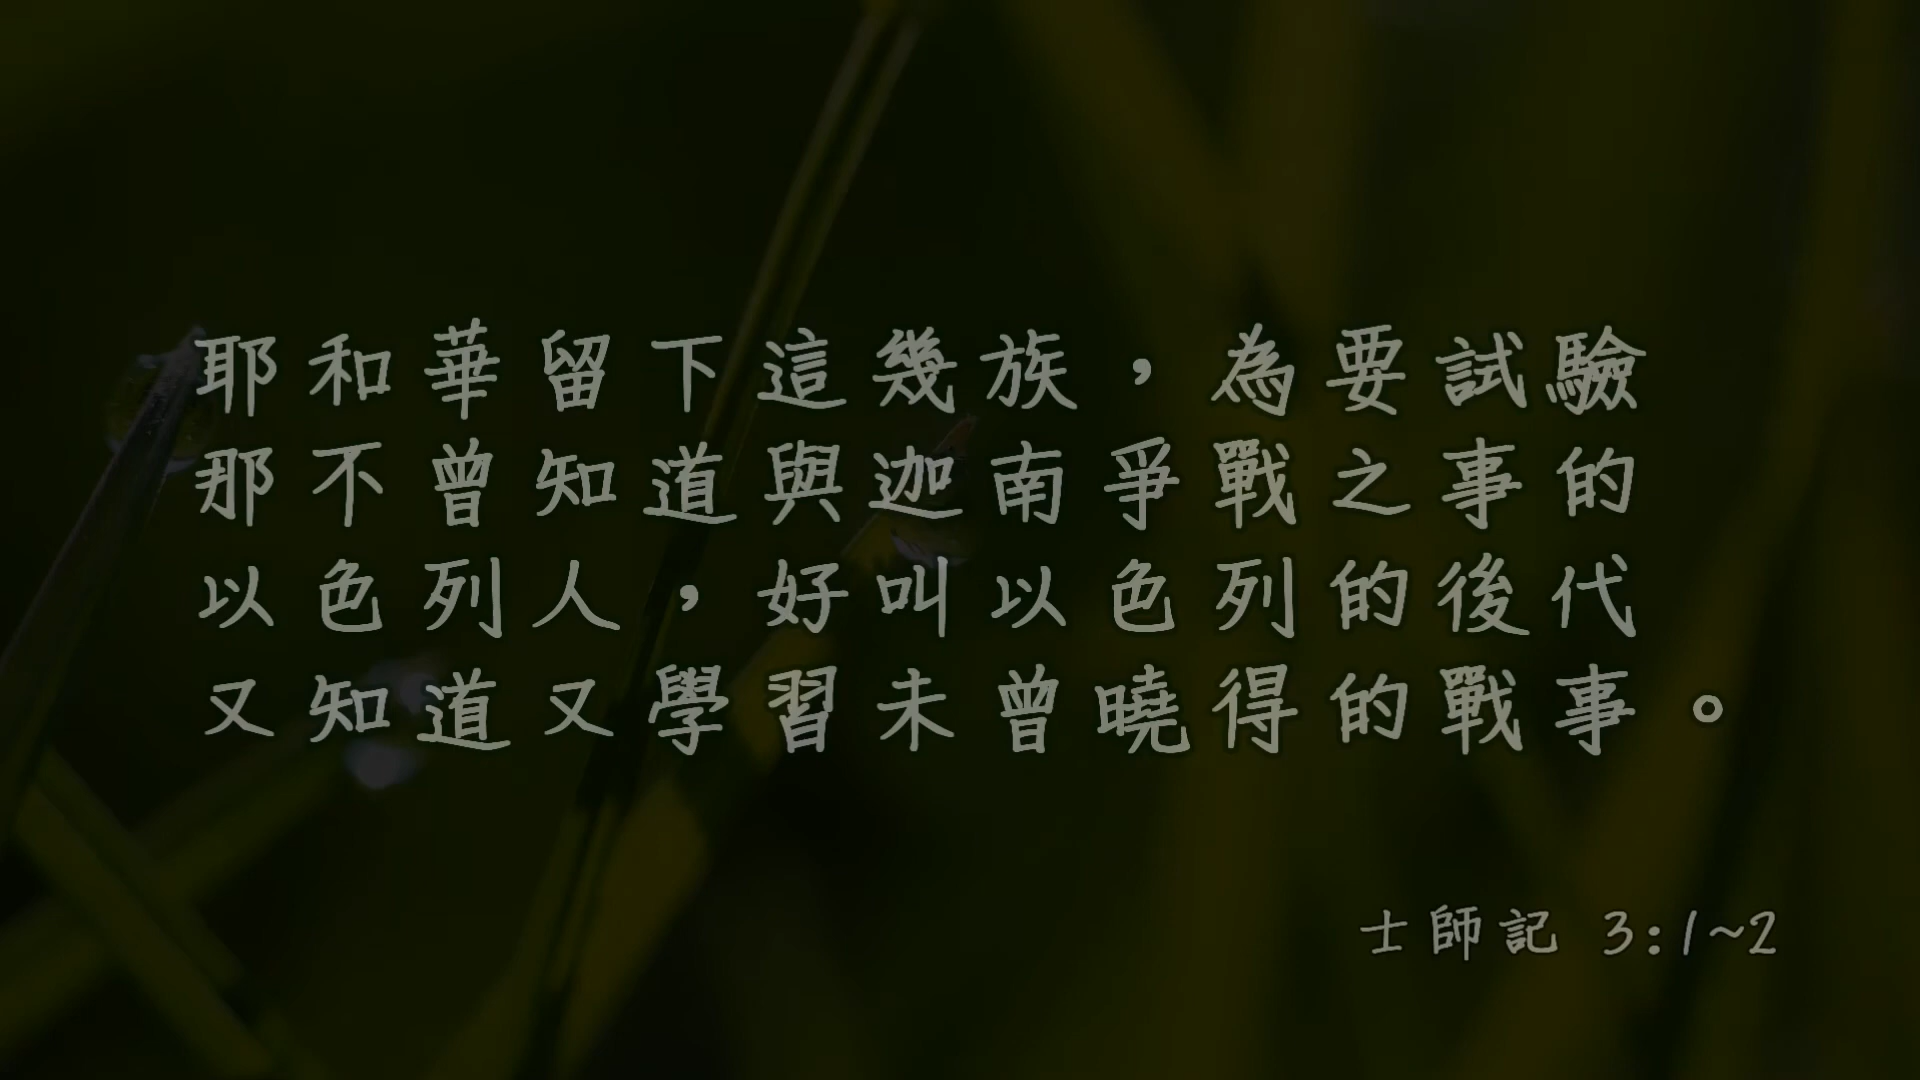 耶和華留下這幾族，為要試驗
那不曾知道與迦南爭戰之事的
以色列人，好叫以色列的後代
又知道又學習未曾曉得的戰事。
士師記 3:1~2